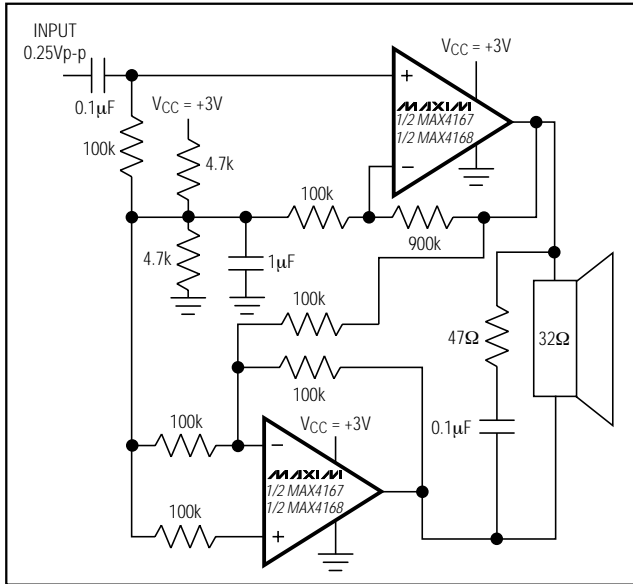 INPUT
0.25Vp-p
0.1µF
VCC = +3V
VCC = +3V
+
MAXIM
1/2 MAX4167
1/2 MAX4168
−
100k
4.7k
100k
900k
4.7k
1µF
100k
47Ω
32Ω
100k
0.1µF
100k
VCC = +3V
−
MAXIM
1/2 MAX4167
1/2 MAX4168
+
100k